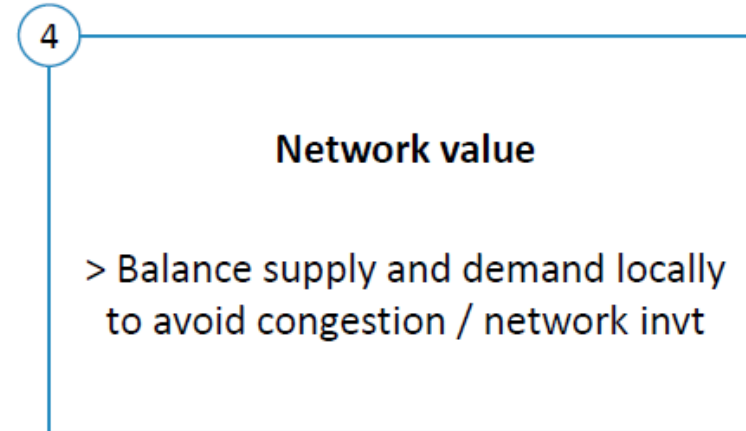 4
Network value
> Balance supply and demand locally
to avoid congestion / network invt